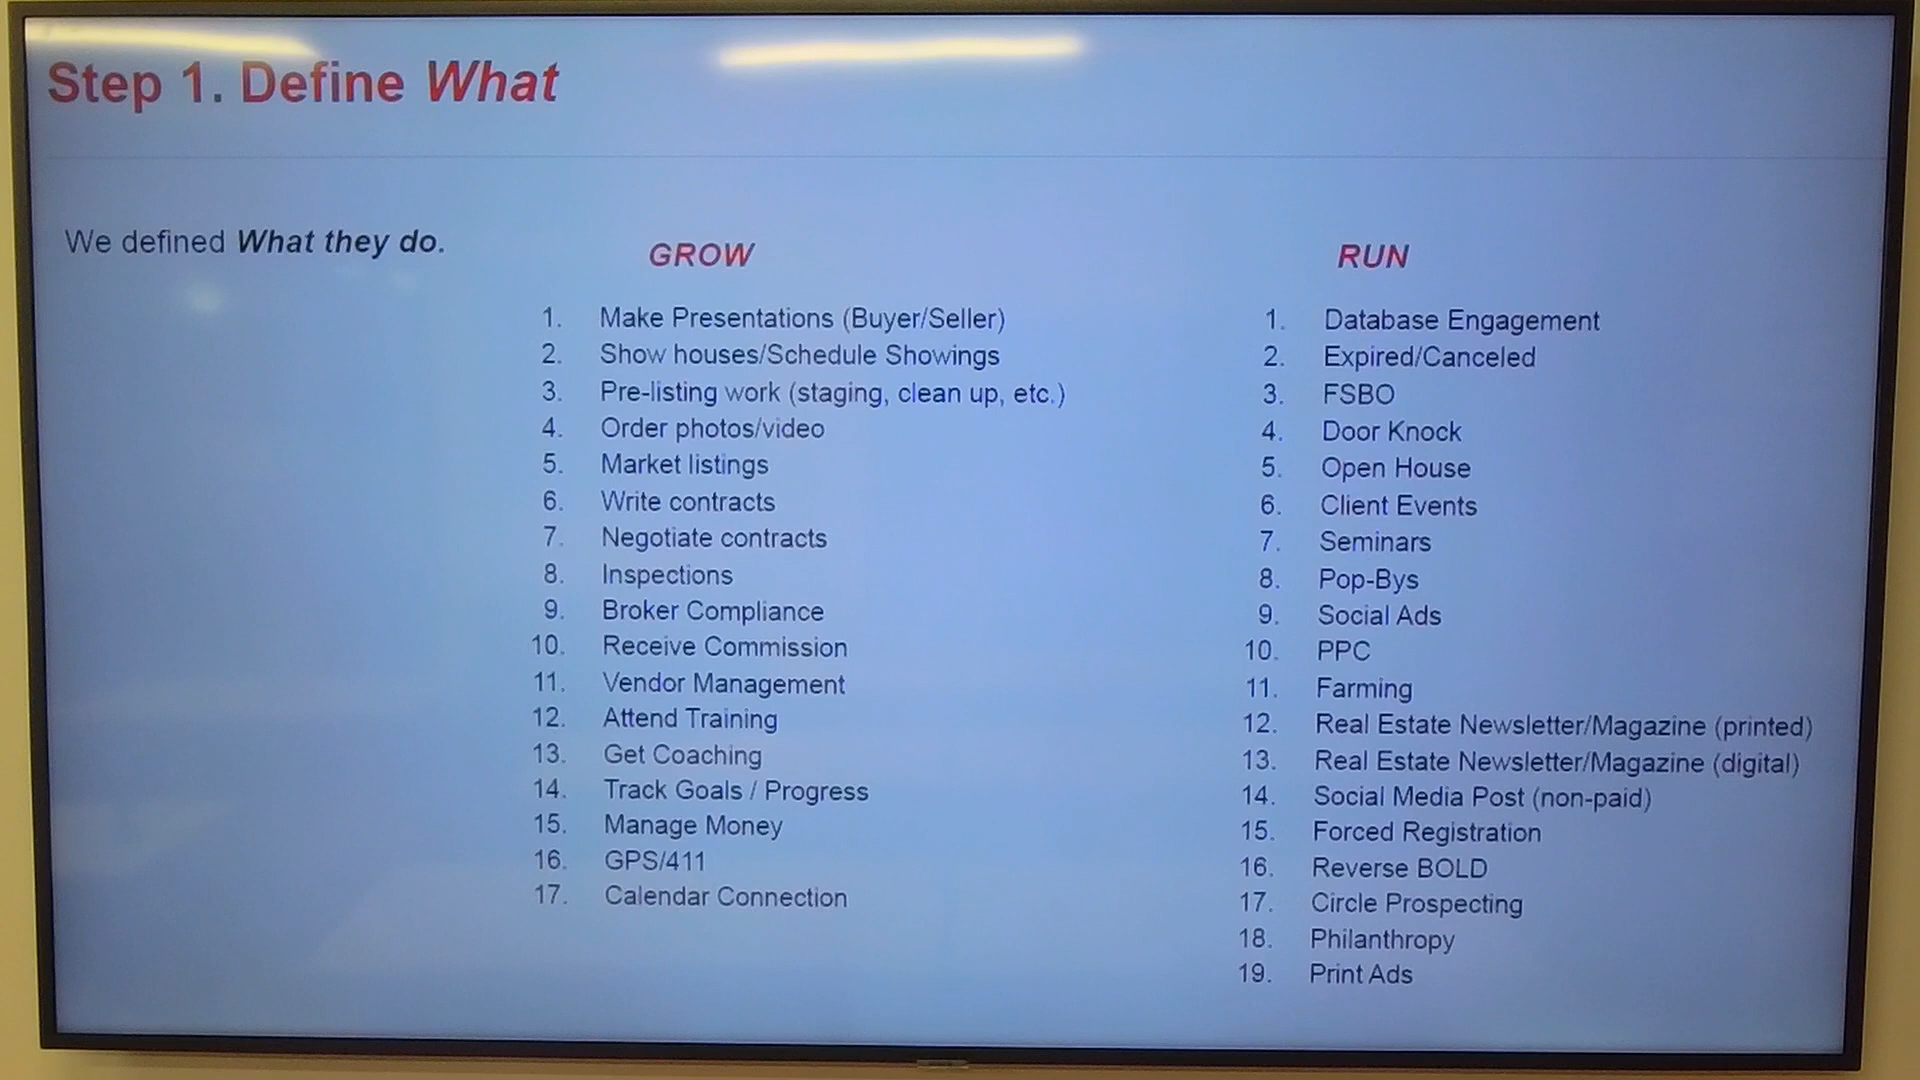 Step 1. Define What
We defined What they do.
GROW
1. Make Presentations (Buyer/Seller)
2. Show houses/Schedule Showings
3. Pre-listing work (staging, clean up, etc.)
4. Order photos/video
5. Market listings
6. Write contracts
7. Negotiate contracts
8. Inspections
9. Broker Compliance
10. Receive Commission
11. Vendor Management
12. Attend Training
13. Get Coaching
14. Track Goals / Progress
15. Manage Money
16. GPS/411
17. Calendar Connection
RUN
1. Database Engagement
2. Expired/Canceled
3. FSBO
4. Door Knock
5. Open House
6. Client Events
7. Seminars
8. Pop-Bys
9. Social Ads
10. PPC
11. Farming
12. Real Estate Newsletter/Magazine (printed)
13. Real Estate Newsletter/Magazine (digital)
14. Social Media Post (non-paid)
15. Forced Registration
16. Reverse BOLD
17. Circle Prospecting
18. Philanthropy
19. Print Ads